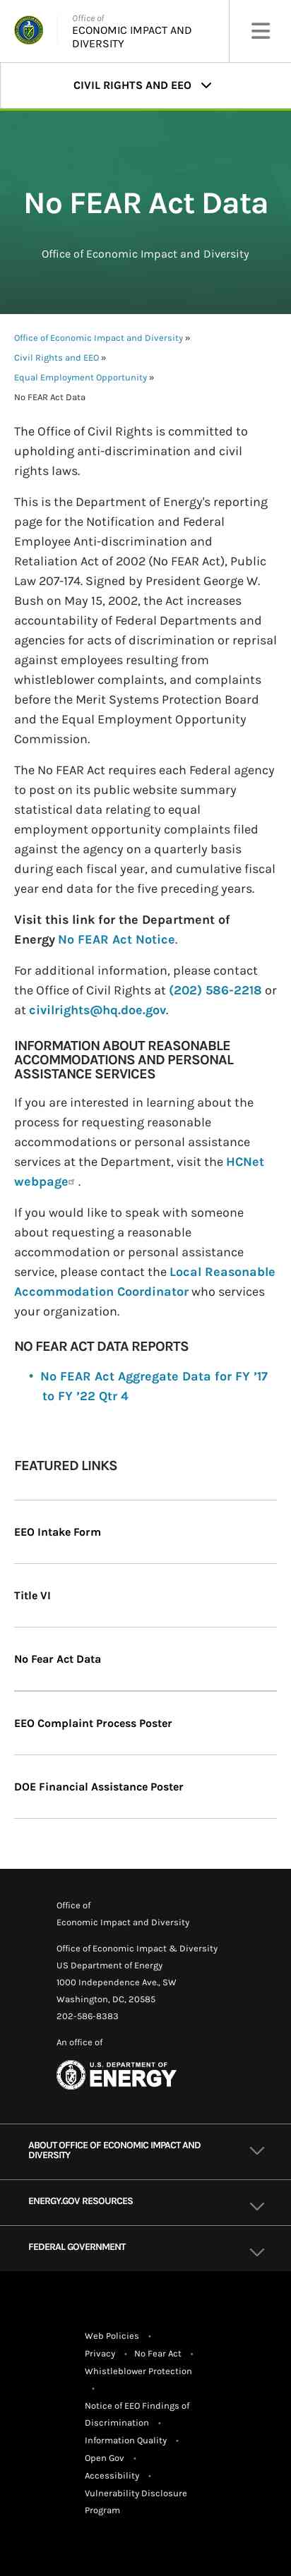 Office of
ECONOMIC IMPACT AND
DIVERSITY
CIVIL RIGHTS AND EEO
No FEAR Act Data
Office of Economic Impact and Diversity
Office of Economic Impact and Diversity »
Civil Rights and EEO »
Equal Employment Opportunity »
No FEAR Act Data
The Office of Civil Rights is committed to
upholding anti-discrimination and civil
rights laws.
This is the Department of Energy's reporting
page for the Notification and Federal
Employee Anti-discrimination and
Retaliation Act of 2002 (No FEAR Act), Public
Law 207-174. Signed by President George W.
Bush on May 15, 2002, the Act increases
accountability of Federal Departments and
agencies for acts of discrimination or reprisal
against employees resulting from
whistleblower complaints, and complaints
before the Merit Systems Protection Board
and the Equal Employment Opportunity
Commission.
The No FEAR Act requires each Federal agency
to post on its public website summary
statistical data relating to equal
employment opportunity complaints filed
against the agency on a quarterly basis
during each fiscal year, and cumulative fiscal
year end data for the five preceding years.
Visit this link for the Department of
Energy No FEAR Act Notice.
For additional information, please contact
the Office of Civil Rights at (202) 586-2218 or
at civilrights@hq.doe.gov.
INFORMATION ABOUT REASONABLE
ACCOMMODATIONS AND PERSONAL
ASSISTANCE SERVICES
If you are interested in learning about the
process for requesting reasonable
accommodations or personal assistance
services at the Department, visit the HCNet
webpage .
If you would like to speak with someone
about requesting a reasonable
accommodation or personal assistance
service, please contact the Local Reasonable
Accommodation Coordinator who services
your organization.
NO FEAR ACT DATA REPORTS
• No FEAR Act Aggregate Data for FY ’17
to FY ’22 Qtr 4
FEATURED LINKS
EEO Intake Form
Title VI
No Fear Act Data
EEO Complaint Process Poster
DOE Financial Assistance Poster
Office of
Economic Impact and Diversity
Office of Economic Impact & Diversity
US Department of Energy
1000 Independence Ave., SW
Washington, DC, 20585
202-586-8383
An office of
U.S. DEPARTMENT OF
ENERGY
ABOUT OFFICE OF ECONOMIC IMPACT AND
DIVERSITY
ENERGY.GOV RESOURCES
FEDERAL GOVERNMENT
Web Policies •
Privacy • No Fear Act •
Whistleblower Protection
•
Notice of EEO Findings of
Discrimination •
Information Quality •
Open Gov •
Accessibility •
Vulnerability Disclosure
Program